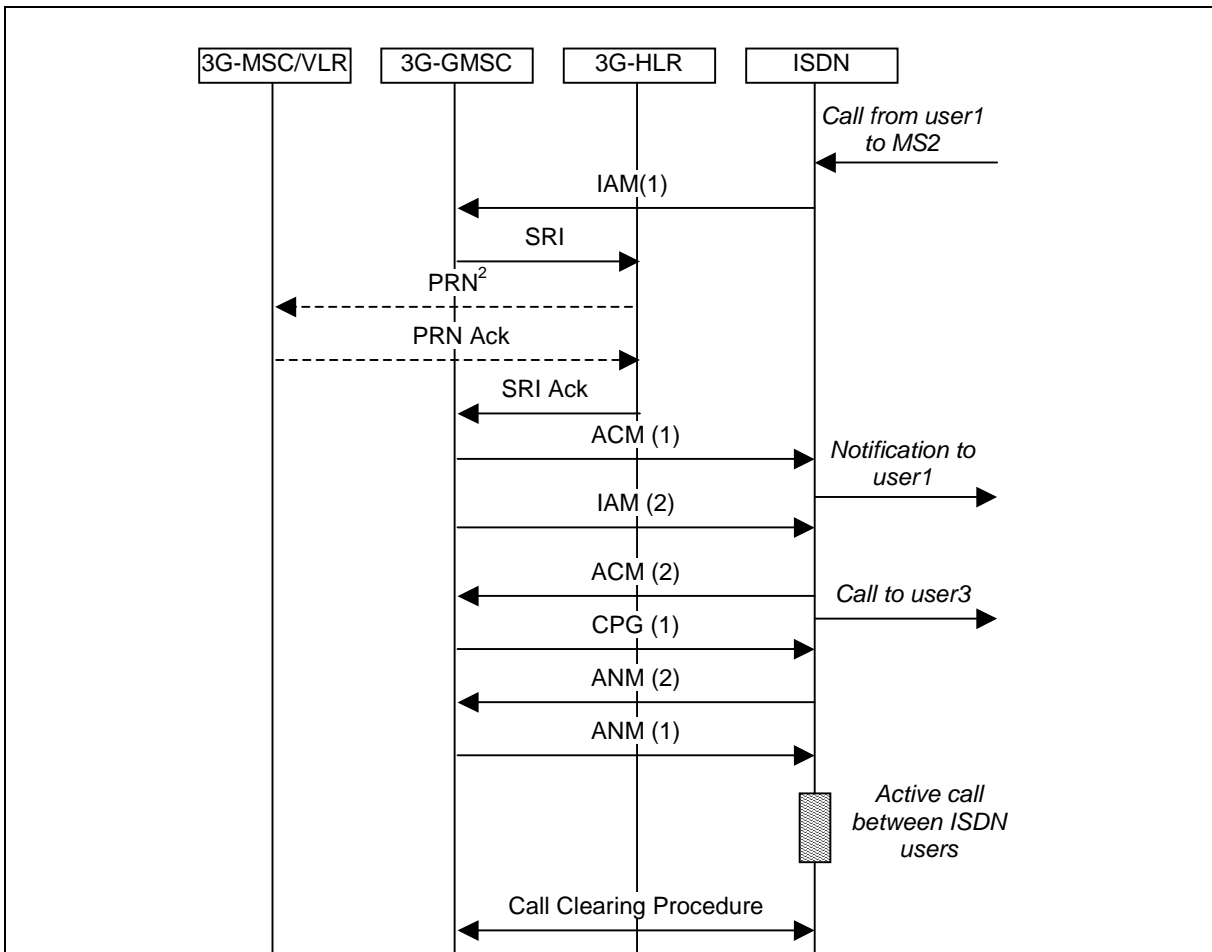 3G-MSC/VLR 3G-GMSC 3G-HLR ISDN
Call from user1
to MS2
IAM(1)
SRI
PRN²
PRN Ack
SRI Ack
ACM (1)
Notification to
user1
IAM (2)
ACM (2)
Call to user3
CPG (1)
ANM (2)
ANM (1)
Active call
between ISDN
users
Call Clearing Procedure